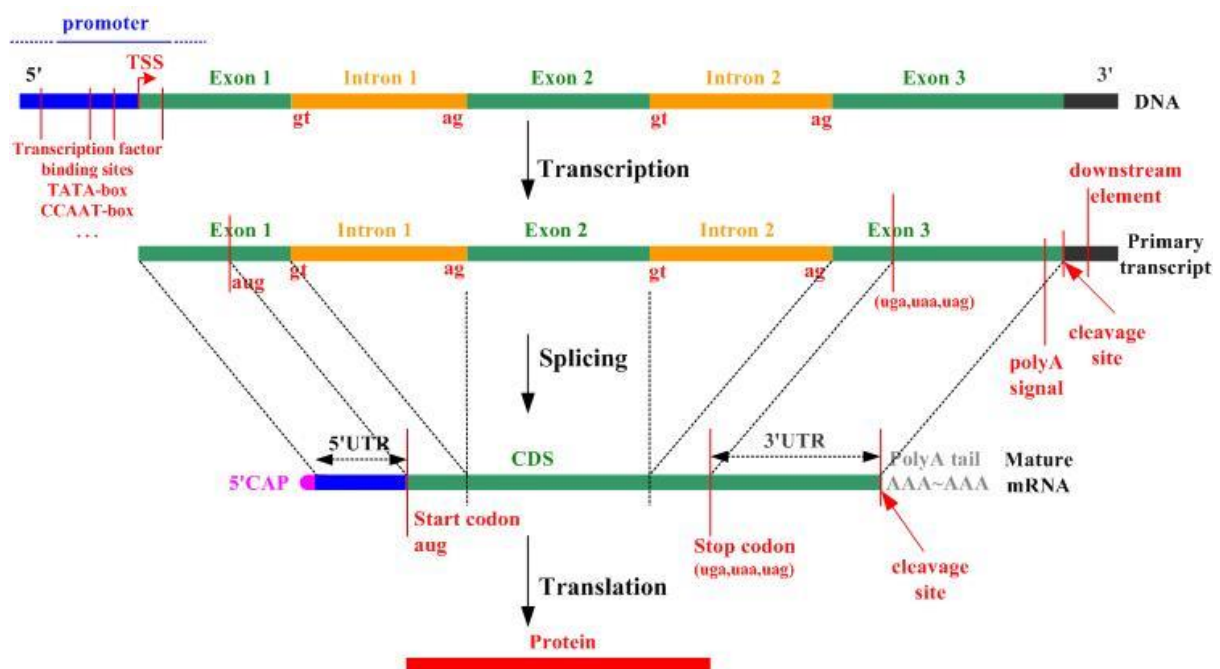 promoter
5'
TSS
Exon 1
Intron 1
Exon 2
Intron 2
Exon 3
3'
DNA
gt
ag
gt
ag
Transcription factor
binding sites
TATA-box
CCAAT-box
...
Transcription
downstream
element
Exon 1
Intron 1
Exon 2
Intron 2
Exon 3
Primary
transcript
aug
gt
ag
gt
ag
(uga,uaa,uag)
cleavage
site
polyA
signal
Splicing
5'UTR
CDS
3'UTR
5'CAP
PolyA tail
AAA~AAA
Mature
mRNA
Start codon
aug
Stop codon
(uga,uaa,uag)
cleavage
site
Translation
Protein